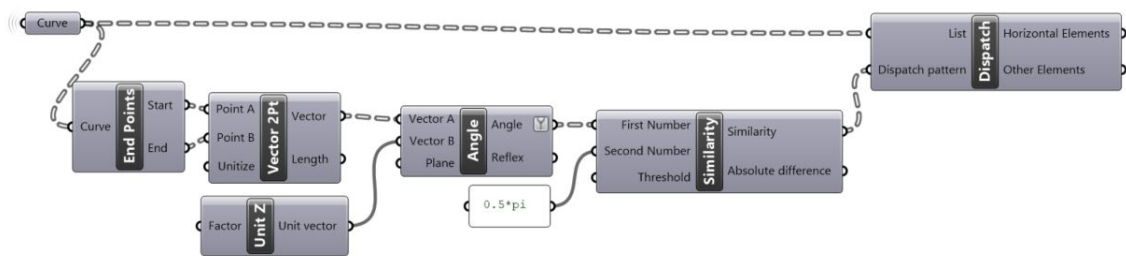 Curve
List
Horizontal Elements
Dispatch pattern
Other Elements
Dispatch
Curve
Start
End
End Points
Point A
Point B
Unitize
Vector
Length
Vector 2Pt
Vector A
Vector B
Plane
Angle
Reflex
Angle
First Number
Second Number
Threshold
Similarity
Absolute difference
Similarity
0.5*pi
Factor
Unit vector
Unit Z